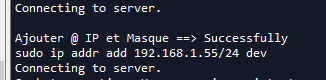 Connecting to server.
Ajouter @ IP et Masque ==> Successfully
sudo ip addr add 192.168.1.55/24 dev
Connecting to server.